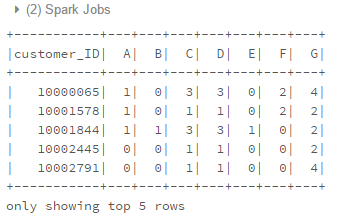 (2) Spark Jobs
+-----------+---+---+---+---+---+---+---+
|customer_ID|  A|  B|  C|  D|  E|  F|  G|
+-----------+---+---+---+---+---+---+---+
|   10000065|  1|  0|  3|  3|  0|  2|  4|
|   10001578|  1|  0|  1|  1|  0|  2|  2|
|   10001844|  1|  1|  3|  3|  1|  0|  2|
|   10002445|  0|  0|  1|  1|  0|  0|  2|
|   10002791|  0|  0|  1|  1|  0|  0|  4|
+-----------+---+---+---+---+---+---+---+
only showing top 5 rows